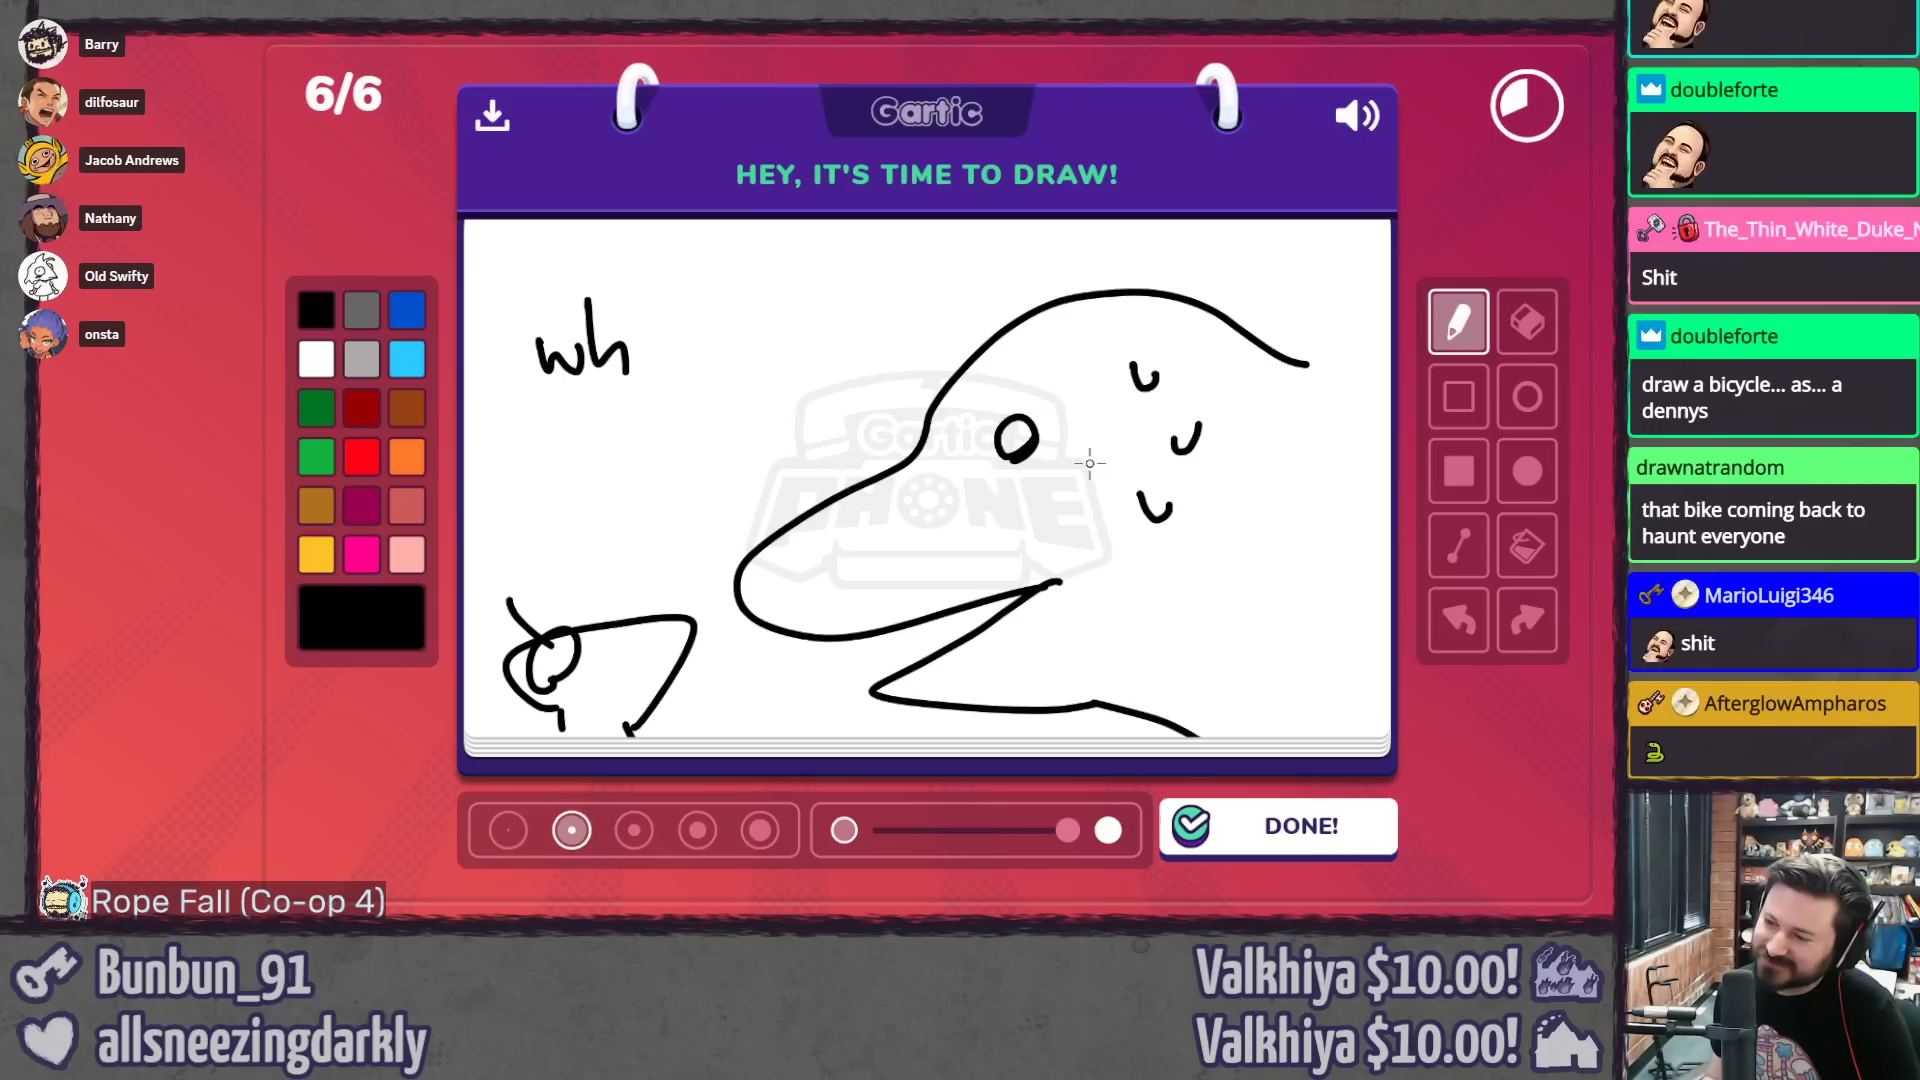 Barry
dilfosaur
Jacob Andrews
Nathany
Old Swifty
onsta
6/6
Gartic
HEY, IT'S TIME TO DRAW!
wh
Gartic
PHONE
DONE!
Rope Fall (Co-op 4)
doubleforte
The_Thin_White_Duke_
Shit
doubleforte
draw a bicycle... as... a
dennys
drawnatrandom
that bike coming back to
haunt everyone
MarioLuigi346
shit
AfterglowAmpharos
Bunbun_91
allsneezingdarkly
Valkhiya $10.00!
Valkhiya $10.00!